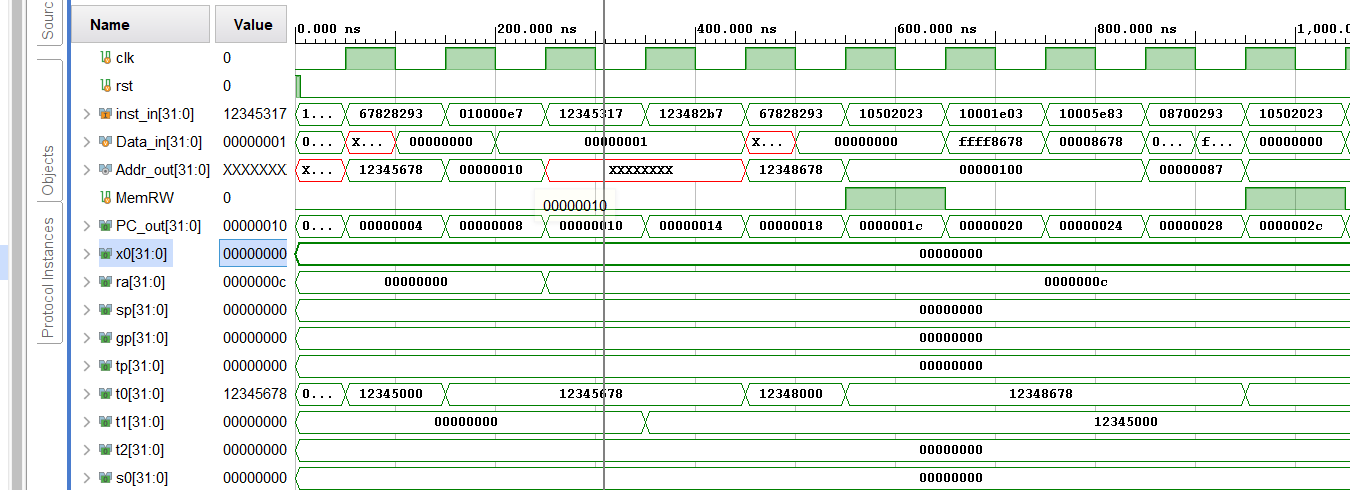 Name Value 0.000 ns 200.000 ns 400.000 ns 600.000 ns 800.000 ns 1,000.0
Sourc
Objects
Protocol Instances
clk 0
rst 0
inst_in[31:0] 12345317 1... 67828293 010000e7 12345317 123482b7 67828293 10502023 10001e03 10005e83 08700293 10502023
Data_in[31:0] 00000001 0... X... 00000000 00000001 X... 00000000 ffff8678 00008678 0... f... 00000000
Addr_out[31:0] XXXXXXX X... 12345678 00000010 XXXXXXXX 12348678 00000100 00000087
MemRW 0
00000010
PC_out[31:0] 00000010 0... 00000004 00000008 00000010 00000014 00000018 0000001c 00000020 00000024 00000028 0000002c
x0[31:0] 00000000 00000000
ra[31:0] 0000000c 00000000 0000000c
sp[31:0] 00000000 00000000
gp[31:0] 00000000 00000000
tp[31:0] 00000000 00000000
t0[31:0] 12345678 0... 12345000 12345678 12348000 12348678
t1[31:0] 00000000 00000000 12345000
t2[31:0] 00000000 00000000
s0[31:0] 00000000 00000000